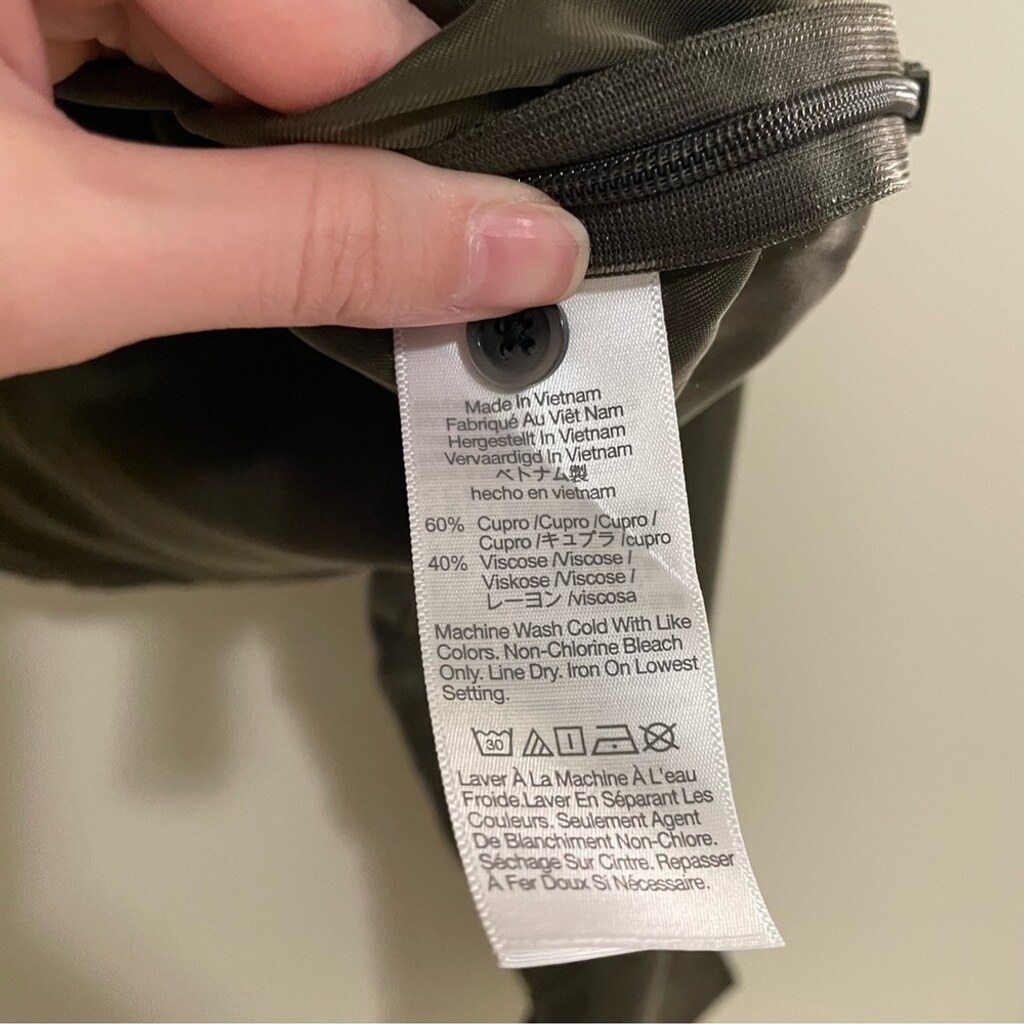 Made In Vietnam
Fabriqué Au Viêt Nam
Hergestellt In Vietnam
Vervaardigd In Vietnam
ベトナム製
hecho en vietnam
60% Cupro /Cupro /Cupro /
Cupro /キュプラ /cupro
40% Viscose /Viscose /
Viskose /Viscose /
レーヨン /viscosa
Machine Wash Cold With Like
Colors. Non-Chlorine Bleach
Only. Line Dry. Iron On Lowest
Setting.
30
Laver À La Machine À L'eau
Froide.Laver En Séparant Les
Couleurs. Seulement Agent
De Blanchiment Non-Chlore.
Séchage Sur Cintre. Repasser
A Fer Doux Si Nécessaire.